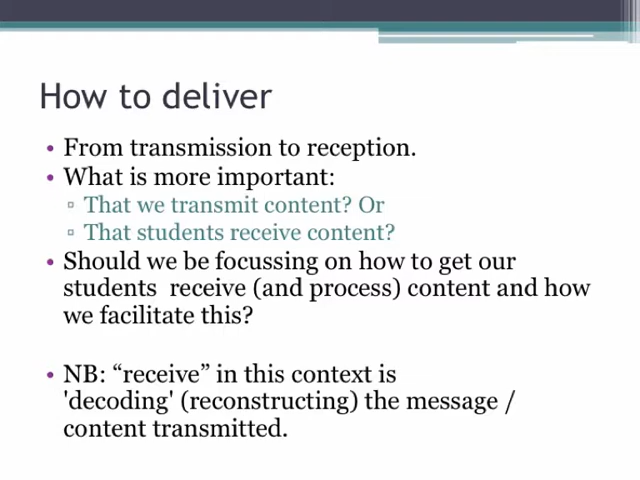 How to deliver
• From transmission to reception.
• What is more important:
▫ That we transmit content? Or
▫ That students receive content?
• Should we be focussing on how to get our
students  receive (and process) content and how
we facilitate this?
• NB: “receive” in this context is
'decoding' (reconstructing) the message /
content transmitted.